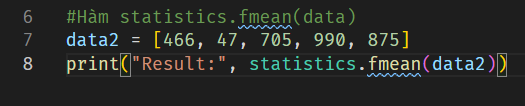 6 #Hàm statistics.fmean(data)
7 data2 = [466, 47, 705, 990, 875]
8 print("Result:", statistics.fmean(data2))